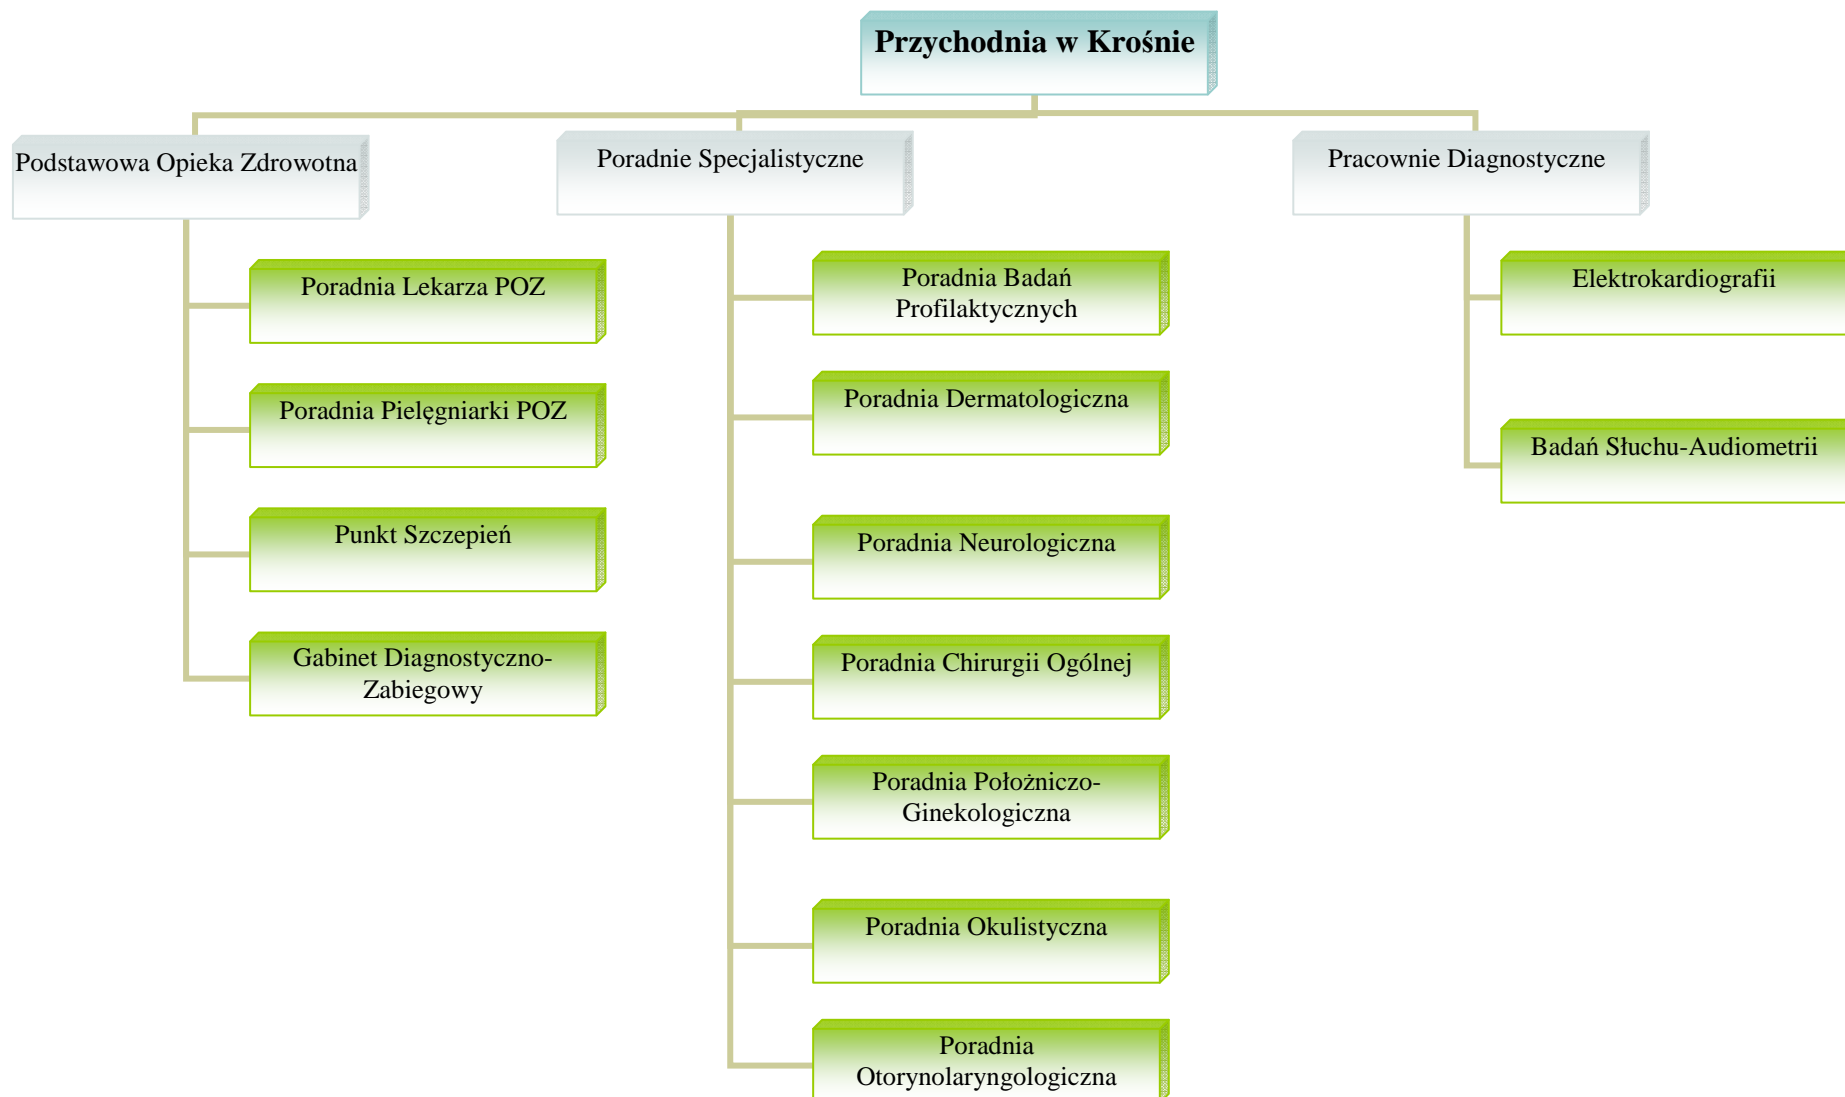 Przychodnia w Krośnie
Podstawowa Opieka Zdrowotna
Poradnie Specjalistyczne
Pracownie Diagnostyczne
Poradnia Lekarza POZ
Poradnia Pielęgniarki POZ
Punkt Szczepień
Gabinet Diagnostyczno-
Zabiegowy
Poradnia Badań
Profilaktycznych
Poradnia Dermatologiczna
Poradnia Neurologiczna
Poradnia Chirurgii Ogólnej
Poradnia Położniczo-
Ginekologiczna
Poradnia Okulistyczna
Poradnia
Otorynolaryngologiczna
Elektrokardiografii
Badań Słuchu-Audiometrii